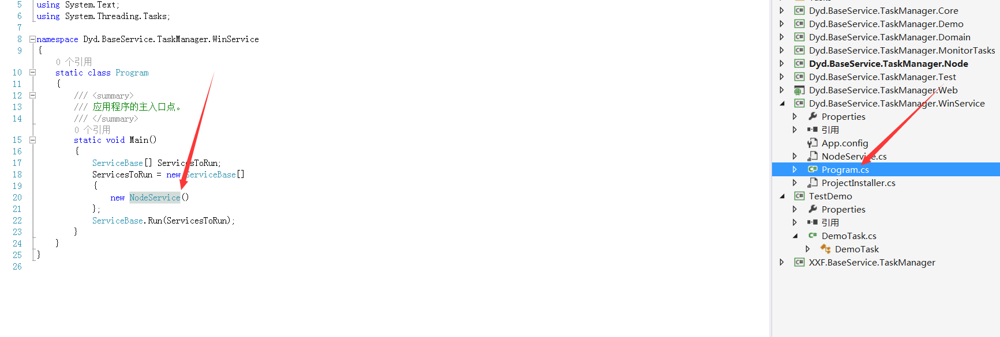 5 using System.Text;
6 using System.Threading.Tasks;
7
8 namespace Dyd.BaseService.TaskManager.WinService
9 {
0 个引用
10 static class Program
11 {
12 /// <summary>
13 /// 应用程序的主入口点。
14 /// </summary>
0 个引用
15 static void Main()
16 {
17 ServiceBase[] ServicesToRun;
18 ServicesToRun = new ServiceBase[]
19 {
20 new NodeService()
21 };
22 ServiceBase.Run(ServicesToRun);
23 }
24 }
25 }
26
Dyd.BaseService.TaskManager.Core
Dyd.BaseService.TaskManager.Demo
Dyd.BaseService.TaskManager.Domain
Dyd.BaseService.TaskManager.MonitorTasks
Dyd.BaseService.TaskManager.Node
Dyd.BaseService.TaskManager.Test
Dyd.BaseService.TaskManager.Web
Dyd.BaseService.TaskManager.WinService
Properties
引用
App.config
NodeService.cs
Program.cs
ProjectInstaller.cs
TestDemo
Properties
引用
DemoTask.cs
DemoTask
XXF.BaseService.TaskManager